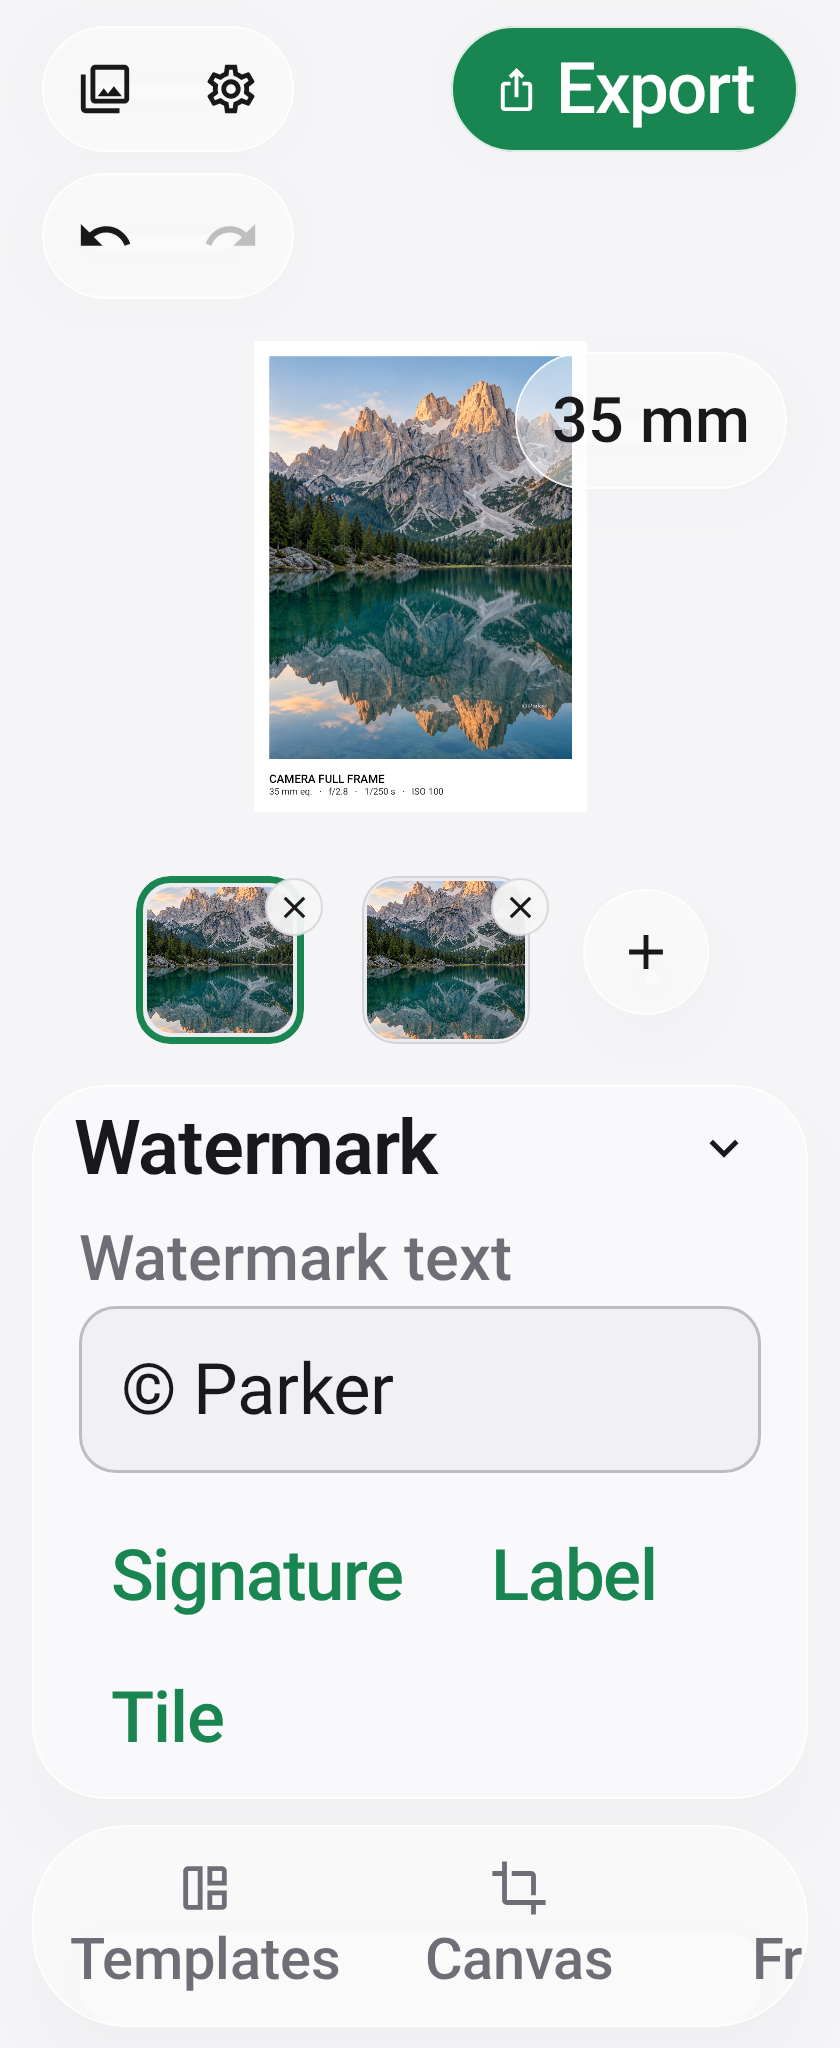 Export
35 mm
© Parker
CAMERA FULL FRAME
35 mm eq. · f/2.8 · 1/250 s · ISO 100
Watermark
Watermark text
© Parker
Signature Label
Tile
Templates Canvas Fr